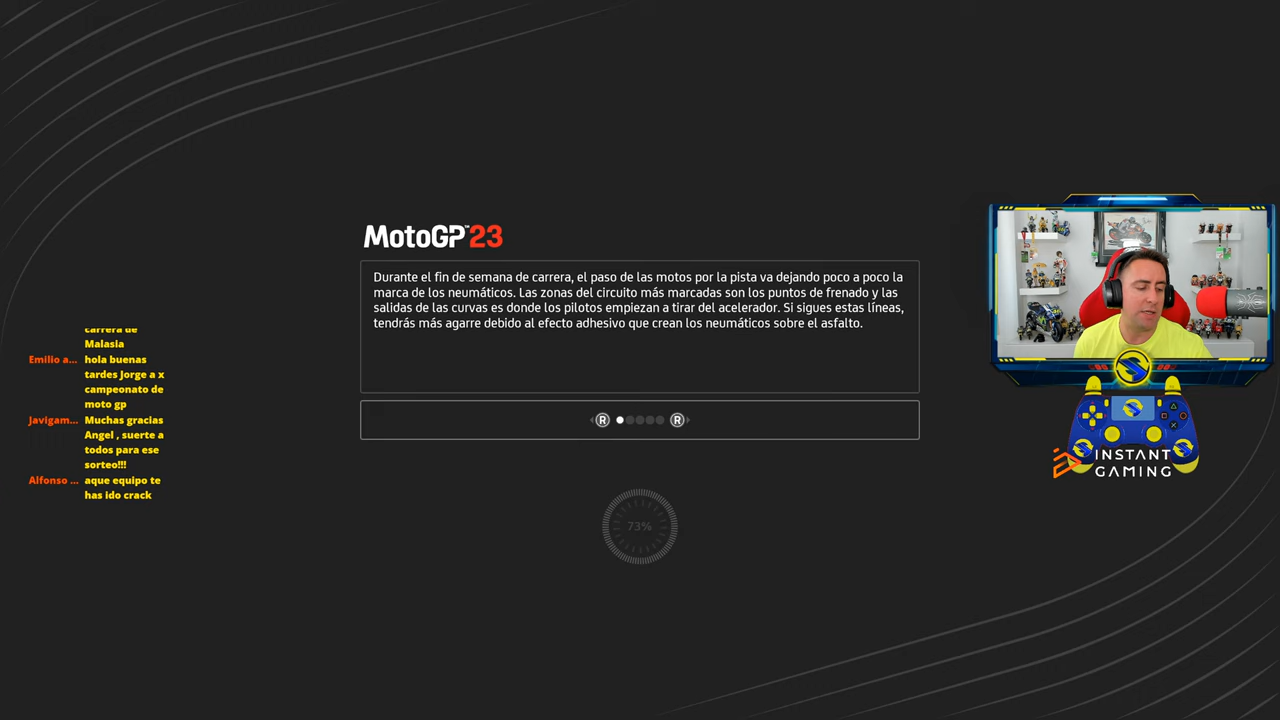 MotoGP™23
Durante el fin de semana de carrera, el paso de las motos por la pista va dejando poco a poco la
marca de los neumáticos. Las zonas del circuito más marcadas son los puntos de frenado y las
salidas de las curvas es donde los pilotos empiezan a tirar del acelerador. Si sigues estas líneas,
tendrás más agarre debido al efecto adhesivo que crean los neumáticos sobre el asfalto.
R R
73%
carrera de
Malasia
Emilio a... hola buenas
tardes Jorge a x
campeonato de
moto gp
Javigam... Muchas gracias
Angel , suerte a
todos para ese
sorteo!!!
Alfonso ... aque equipo te
has ido crack
INSTANT
GAMING